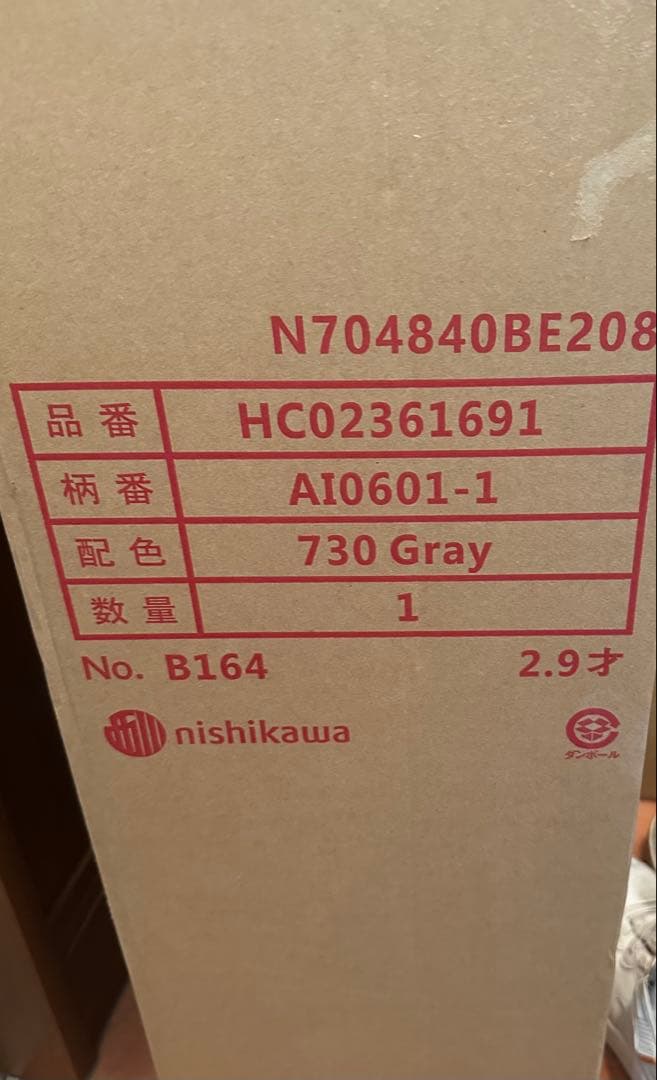 N704840BE208
品番 HC02361691
柄番 AI0601-1
配色 730 Gray
数量 1
No. B164 2.9才
nishikawa
ダンボール